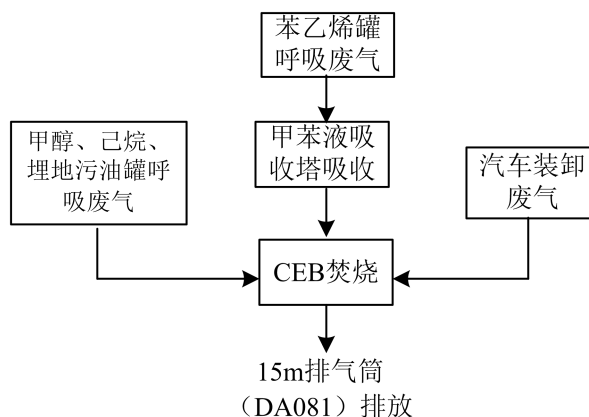 苯乙烯罐
呼吸废气
甲醇、己烷、
埋地污油罐呼
吸废气
甲苯液吸
收塔吸收
汽车装卸
废气
CEB焚烧
15m排气筒
（DA081）排放